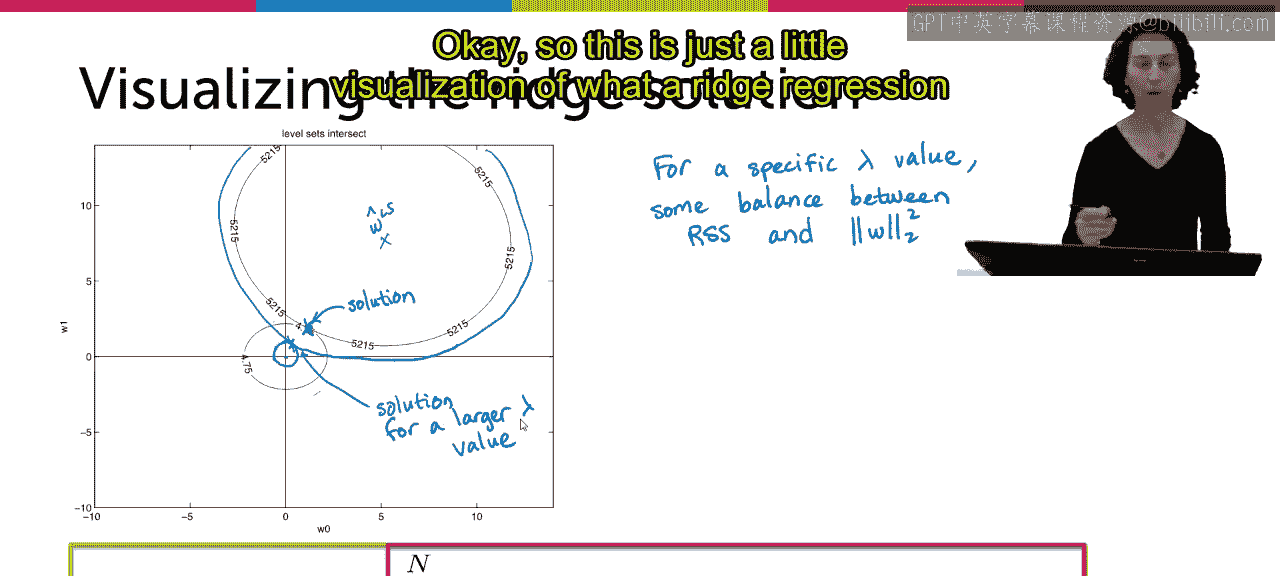 GPT中英字幕课程资源@bilibili.com
Okay, so this is just a little
visualization of what a ridge regression
Visualizing the ridge solution
level sets intersect
For a specific λ value,
some balance between
RSS and ||w||₂²
5215
5215
5215
5215
5215
5215
5215
ŵ LS
solution
4.75
solution
for a larger λ
value
10
5
0
−5
−10
−10
−5
0
5
10
w1
w0
N